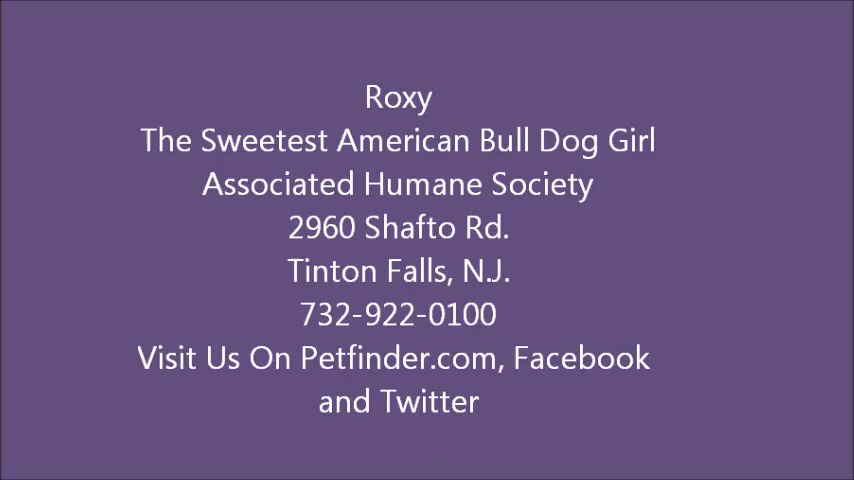 Roxy
The Sweetest American Bull Dog Girl
Associated Humane Society
2960 Shafto Rd.
Tinton Falls, N.J.
732-922-0100
Visit Us On Petfinder.com, Facebook
and Twitter